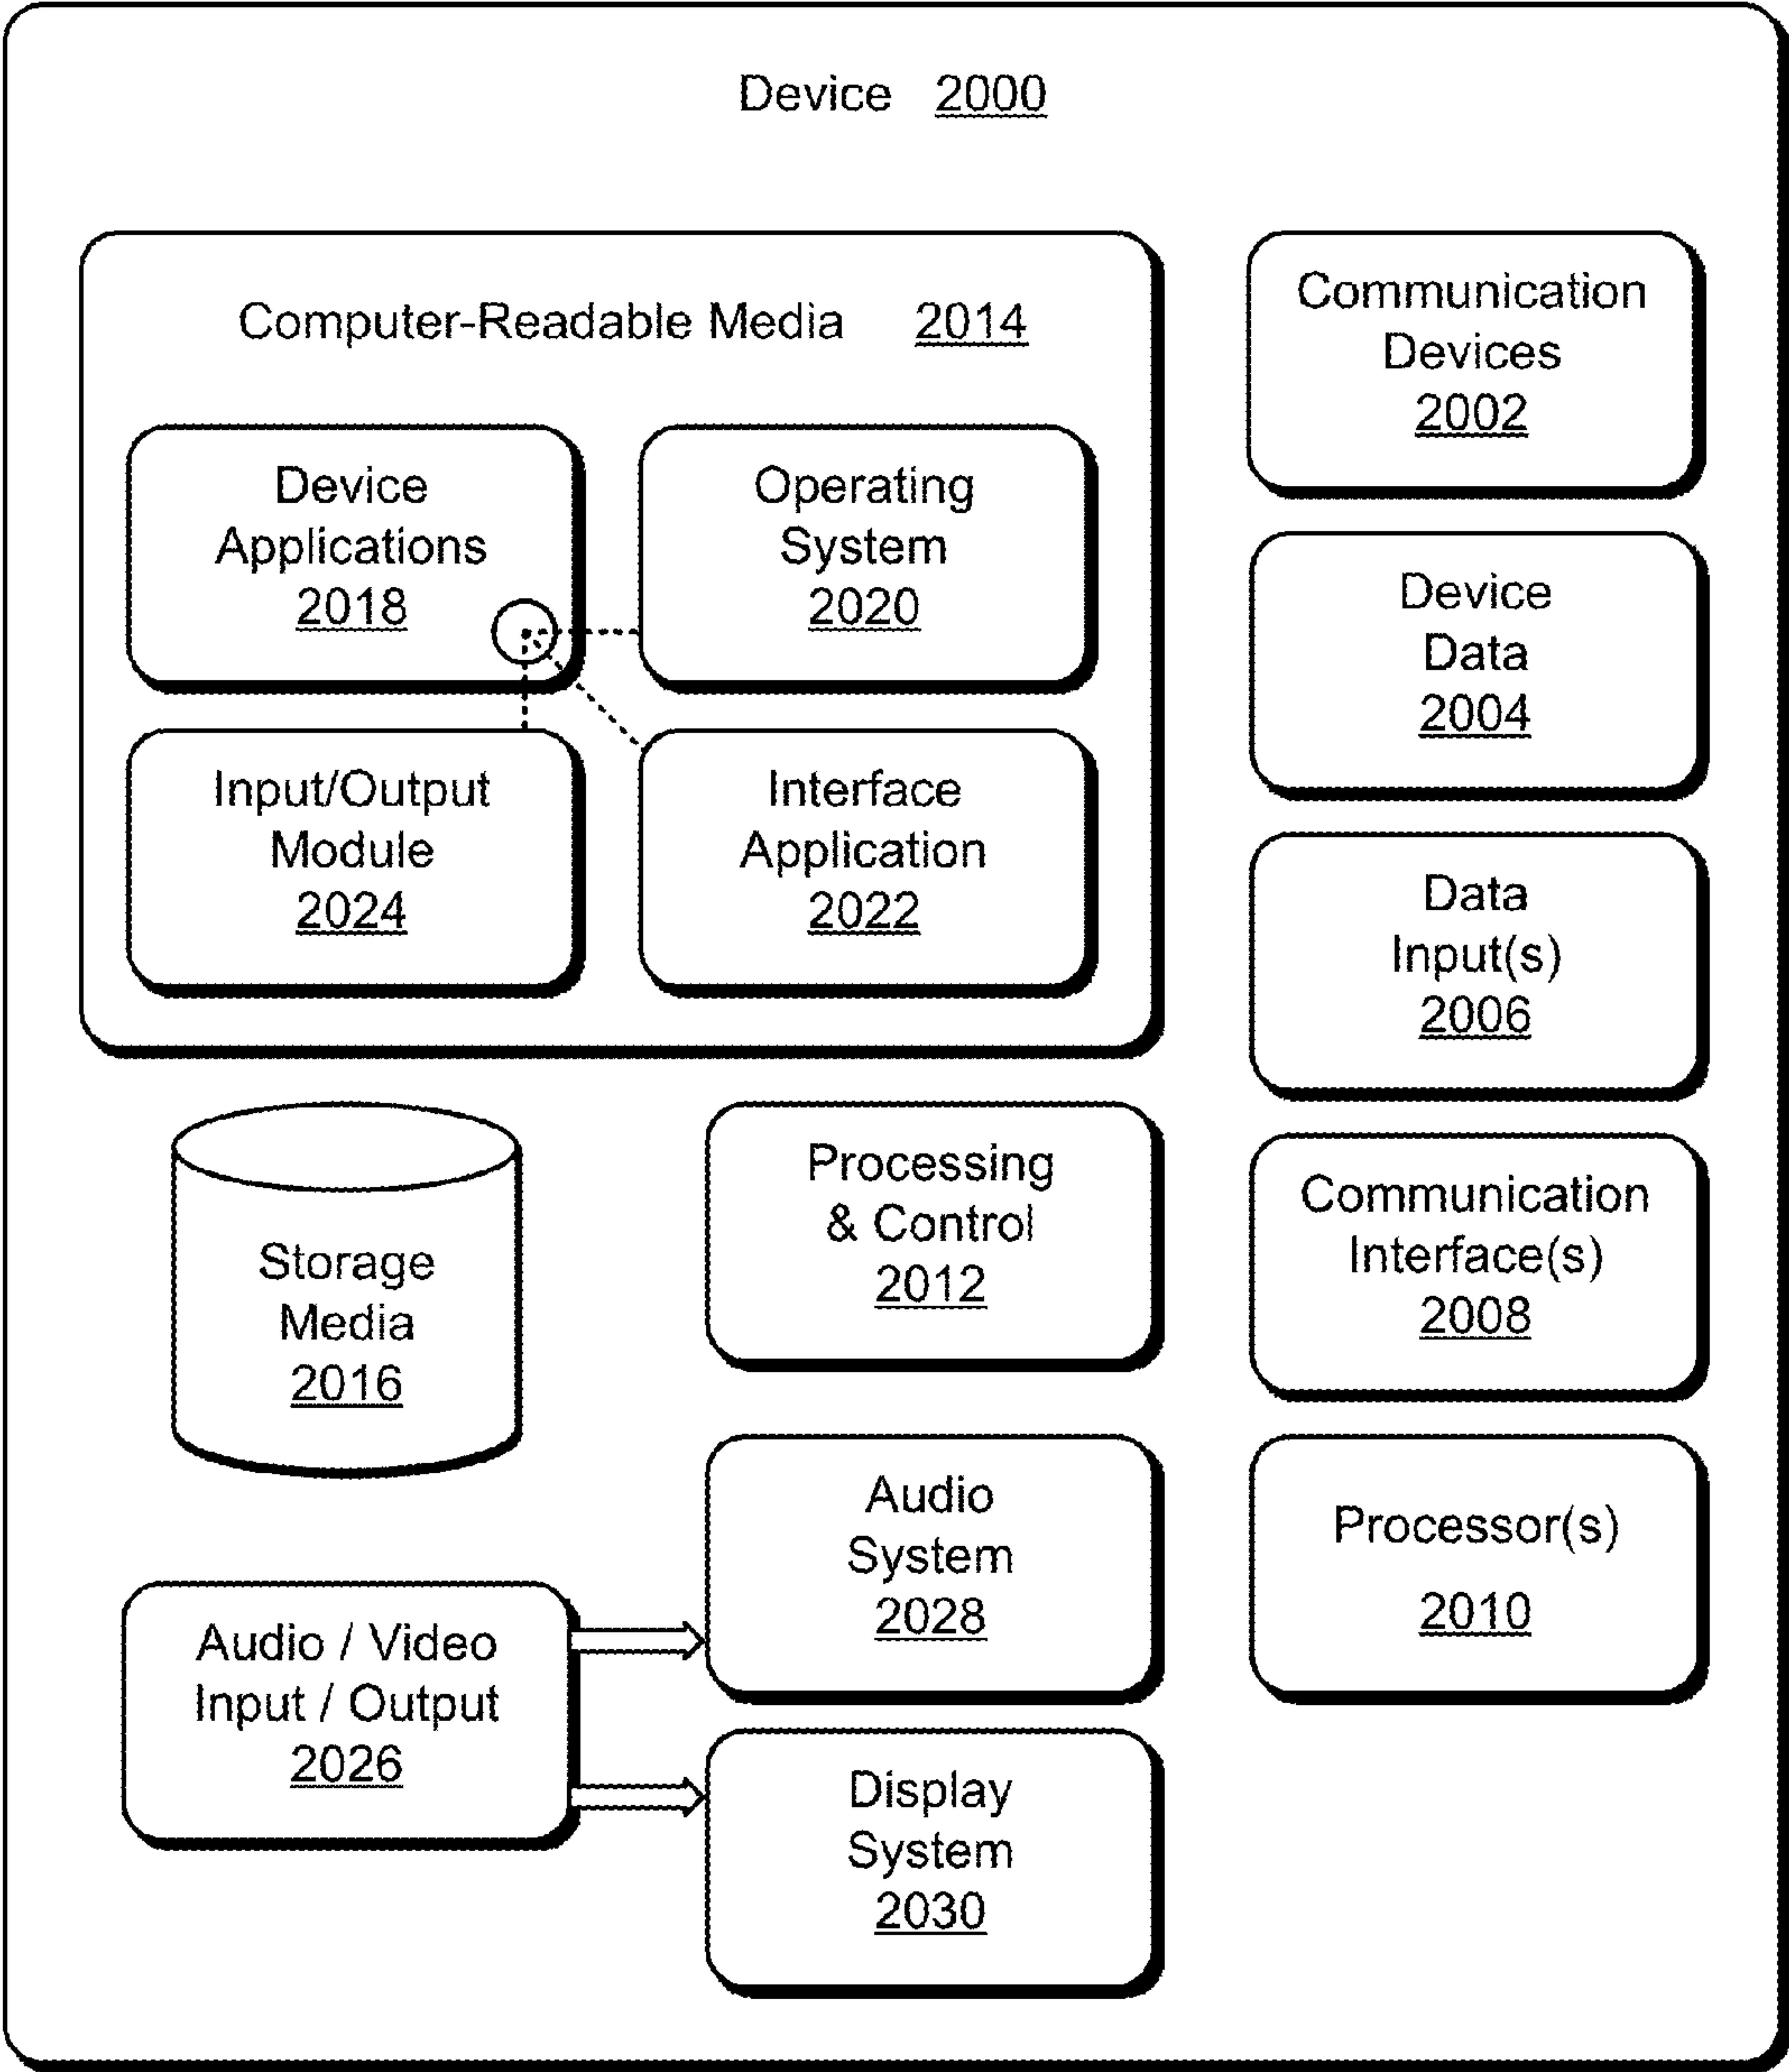 Device 2000
Computer-Readable Media 2014
Device
Applications
2018
Operating
System
2020
Input/Output
Module
2024
Interface
Application
2022
Communication
Devices
2002
Device
Data
2004
Data
Input(s)
2006
Communication
Interface(s)
2008
Processor(s)
2010
Storage
Media
2016
Processing
& Control
2012
Audio / Video
Input / Output
2026
Audio
System
2028
Display
System
2030